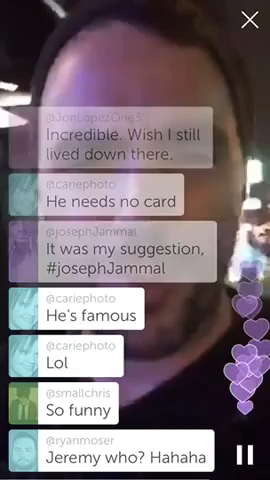 @JonLopezOne3
Incredible. Wish I still
lived down there.
@cariephoto
He needs no card
@josephJammal
It was my suggestion,
#josephJammal
@cariephoto
He's famous
@cariephoto
Lol
@smallchris
So funny
@ryanmoser
Jeremy who? Hahaha